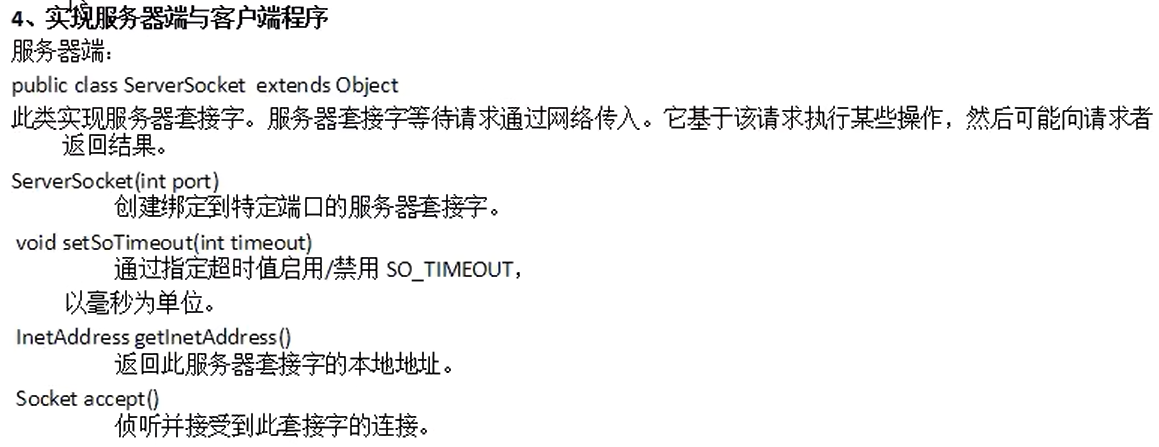 4、实现服务器端与客户端程序
服务器端：
public class ServerSocket extends Object
此类实现服务器套接字。服务器套接字等待请求通过网络传入。它基于该请求执行某些操作，然后可能向请求者
返回结果。
ServerSocket(int port)
创建绑定到特定端口的服务器套接字。
void setSoTimeout(int timeout)
通过指定超时值启用/禁用 SO_TIMEOUT，
以毫秒为单位。
InetAddress getInetAddress()
返回此服务器套接字的本地地址。
Socket accept()
侦听并接受到此套接字的连接。